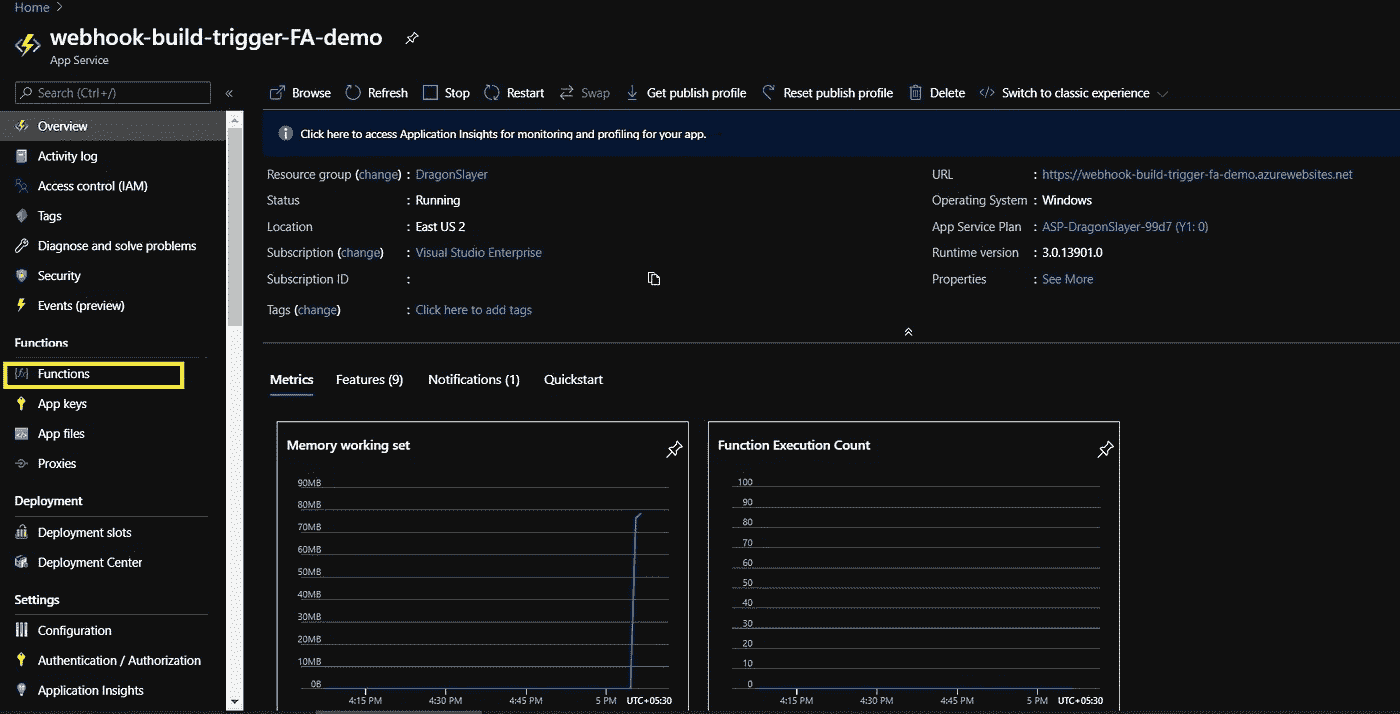 Home >
webhook-build-trigger-FA-demo
App Service
Search (Ctrl+/)
«
Browse Refresh Stop Restart Swap Get publish profile Reset publish profile Delete Switch to classic experience
Overview
Activity log
Access control (IAM)
Tags
Diagnose and solve problems
Security
Events (preview)
Functions
Functions
App keys
App files
Proxies
Deployment
Deployment slots
Deployment Center
Settings
Configuration
Authentication / Authorization
Application Insights
Click here to access Application Insights for monitoring and profiling for your app.
Resource group (change) : DragonSlayer
Status : Running
Location : East US 2
Subscription (change) : Visual Studio Enterprise
Subscription ID :
Tags (change) : Click here to add tags
URL : https://webhook-build-trigger-fa-demo.azurewebsites.net
Operating System : Windows
App Service Plan : ASP-DragonSlayer-99d7 (Y1: 0)
Runtime version : 3.0.13901.0
Properties : See More
Metrics Features (9) Notifications (1) Quickstart
Memory working set
90MB
80MB
70MB
60MB
50MB
40MB
30MB
20MB
10MB
0B
4:15 PM 4:30 PM 4:45 PM 5 PM UTC+05:30
Function Execution Count
100
90
80
70
60
50
40
30
20
10
0
4:15 PM 4:30 PM 4:45 PM 5 PM UTC+05:30